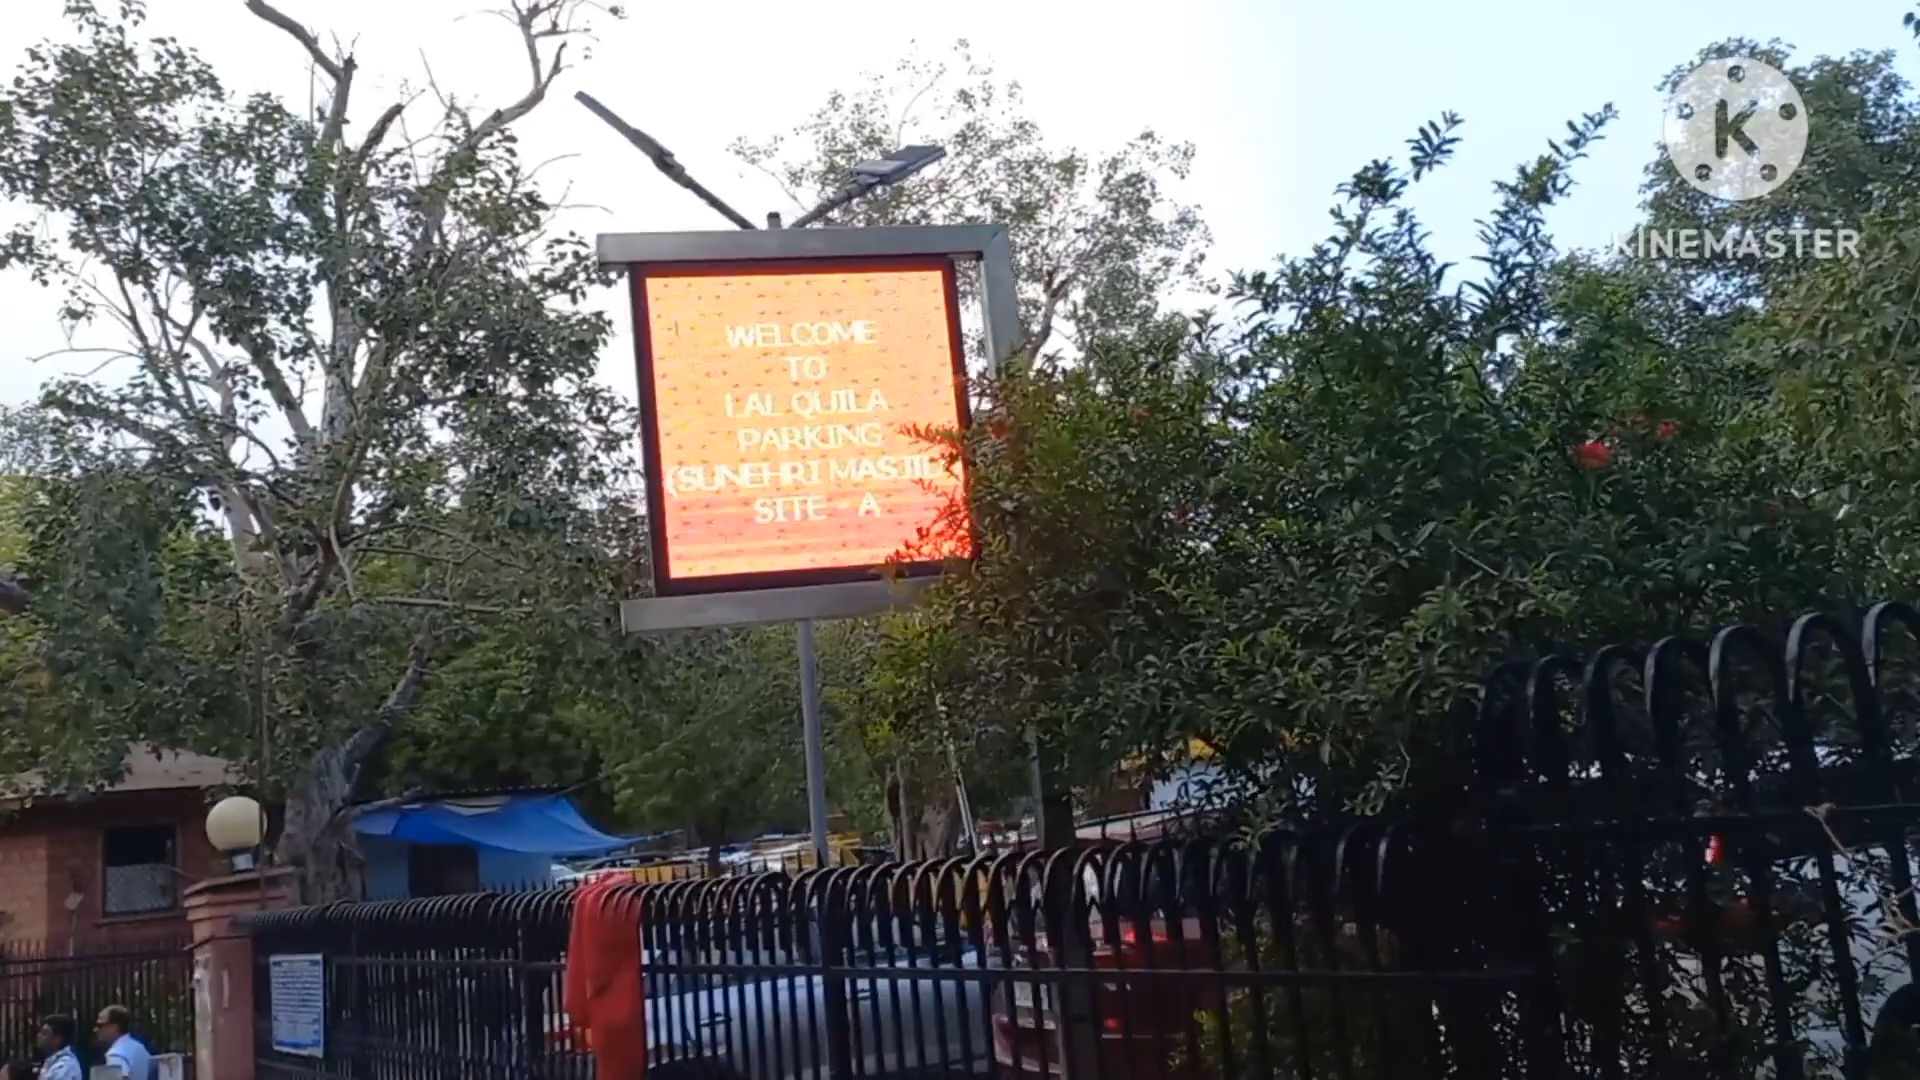 K
KINEMASTER
WELCOME
TO
LAL QUILA
PARKING
(SUNEHRI MASJID
SITE - A